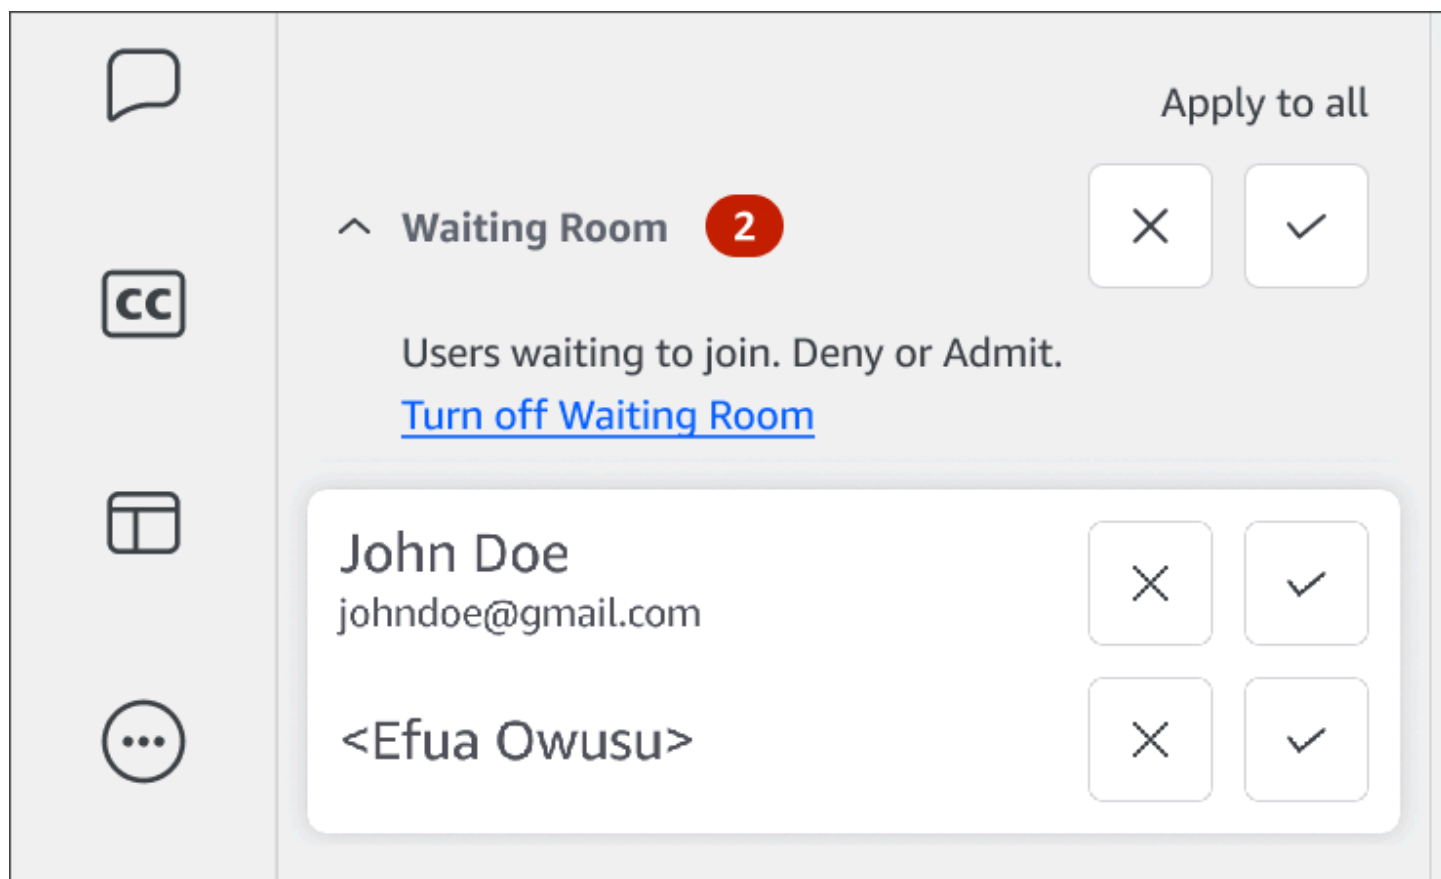 Apply to all
Waiting Room 2
Users waiting to join. Deny or Admit.
Turn off Waiting Room
CC
John Doe
johndoe@gmail.com
<Efua Owusu>